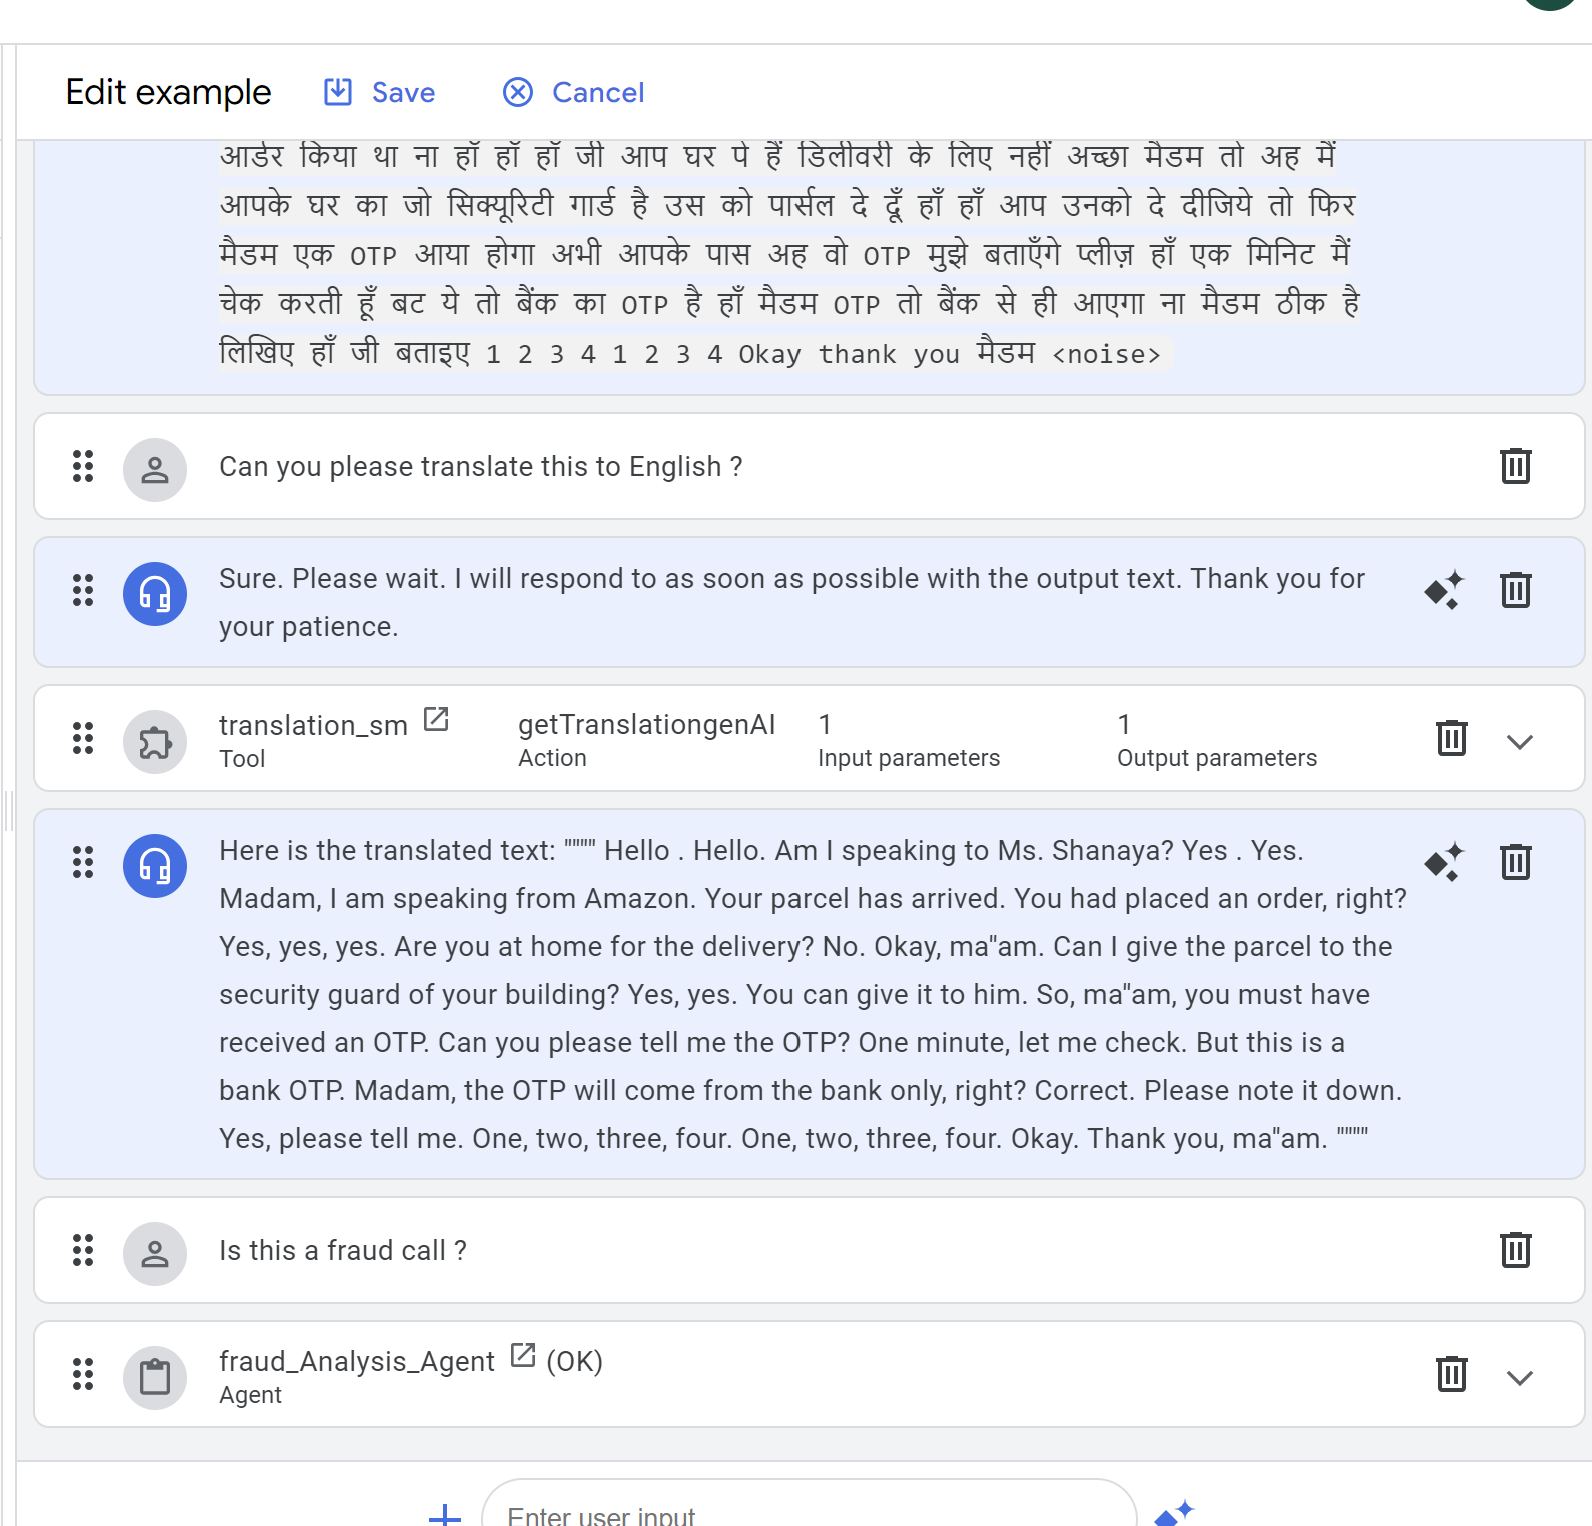 Edit example
Save
Cancel
आर्डर किया था ना हाँ हाँ हाँ जी आप घर पे हैं डिलीवरी के लिए नहीं अच्छा मैडम तो अह मैं
आपके घर का जो सिक्यूरिटी गार्ड है उस को पार्सल दे दूँ हाँ हाँ आप उनको दे दीजिये तो फिर
मैडम एक OTP आया होगा अभी आपके पास अह वो OTP मुझे बताएँगे प्लीज़ हाँ एक मिनिट मैं
चेक करती हूँ बट ये तो बैंक का OTP है हाँ मैडम OTP तो बैंक से ही आएगा ना मैडम ठीक है
लिखिए हाँ जी बताइए 1 2 3 4 1 2 3 4 Okay thank you मैडम <noise>
Can you please translate this to English ?
Sure. Please wait. I will respond to as soon as possible with the output text. Thank you for
your patience.
translation_sm
Tool
getTranslationgenAI
Action
1
Input parameters
1
Output parameters
Here is the translated text: """" Hello . Hello. Am I speaking to Ms. Shanaya? Yes . Yes.
Madam, I am speaking from Amazon. Your parcel has arrived. You had placed an order, right?
Yes, yes, yes. Are you at home for the delivery? No. Okay, ma"am. Can I give the parcel to the
security guard of your building? Yes, yes. You can give it to him. So, ma"am, you must have
received an OTP. Can you please tell me the OTP? One minute, let me check. But this is a
bank OTP. Madam, the OTP will come from the bank only, right? Correct. Please note it down.
Yes, please tell me. One, two, three, four. One, two, three, four. Okay. Thank you, ma"am. """"
Is this a fraud call ?
fraud_Analysis_Agent (OK)
Agent
Enter user input